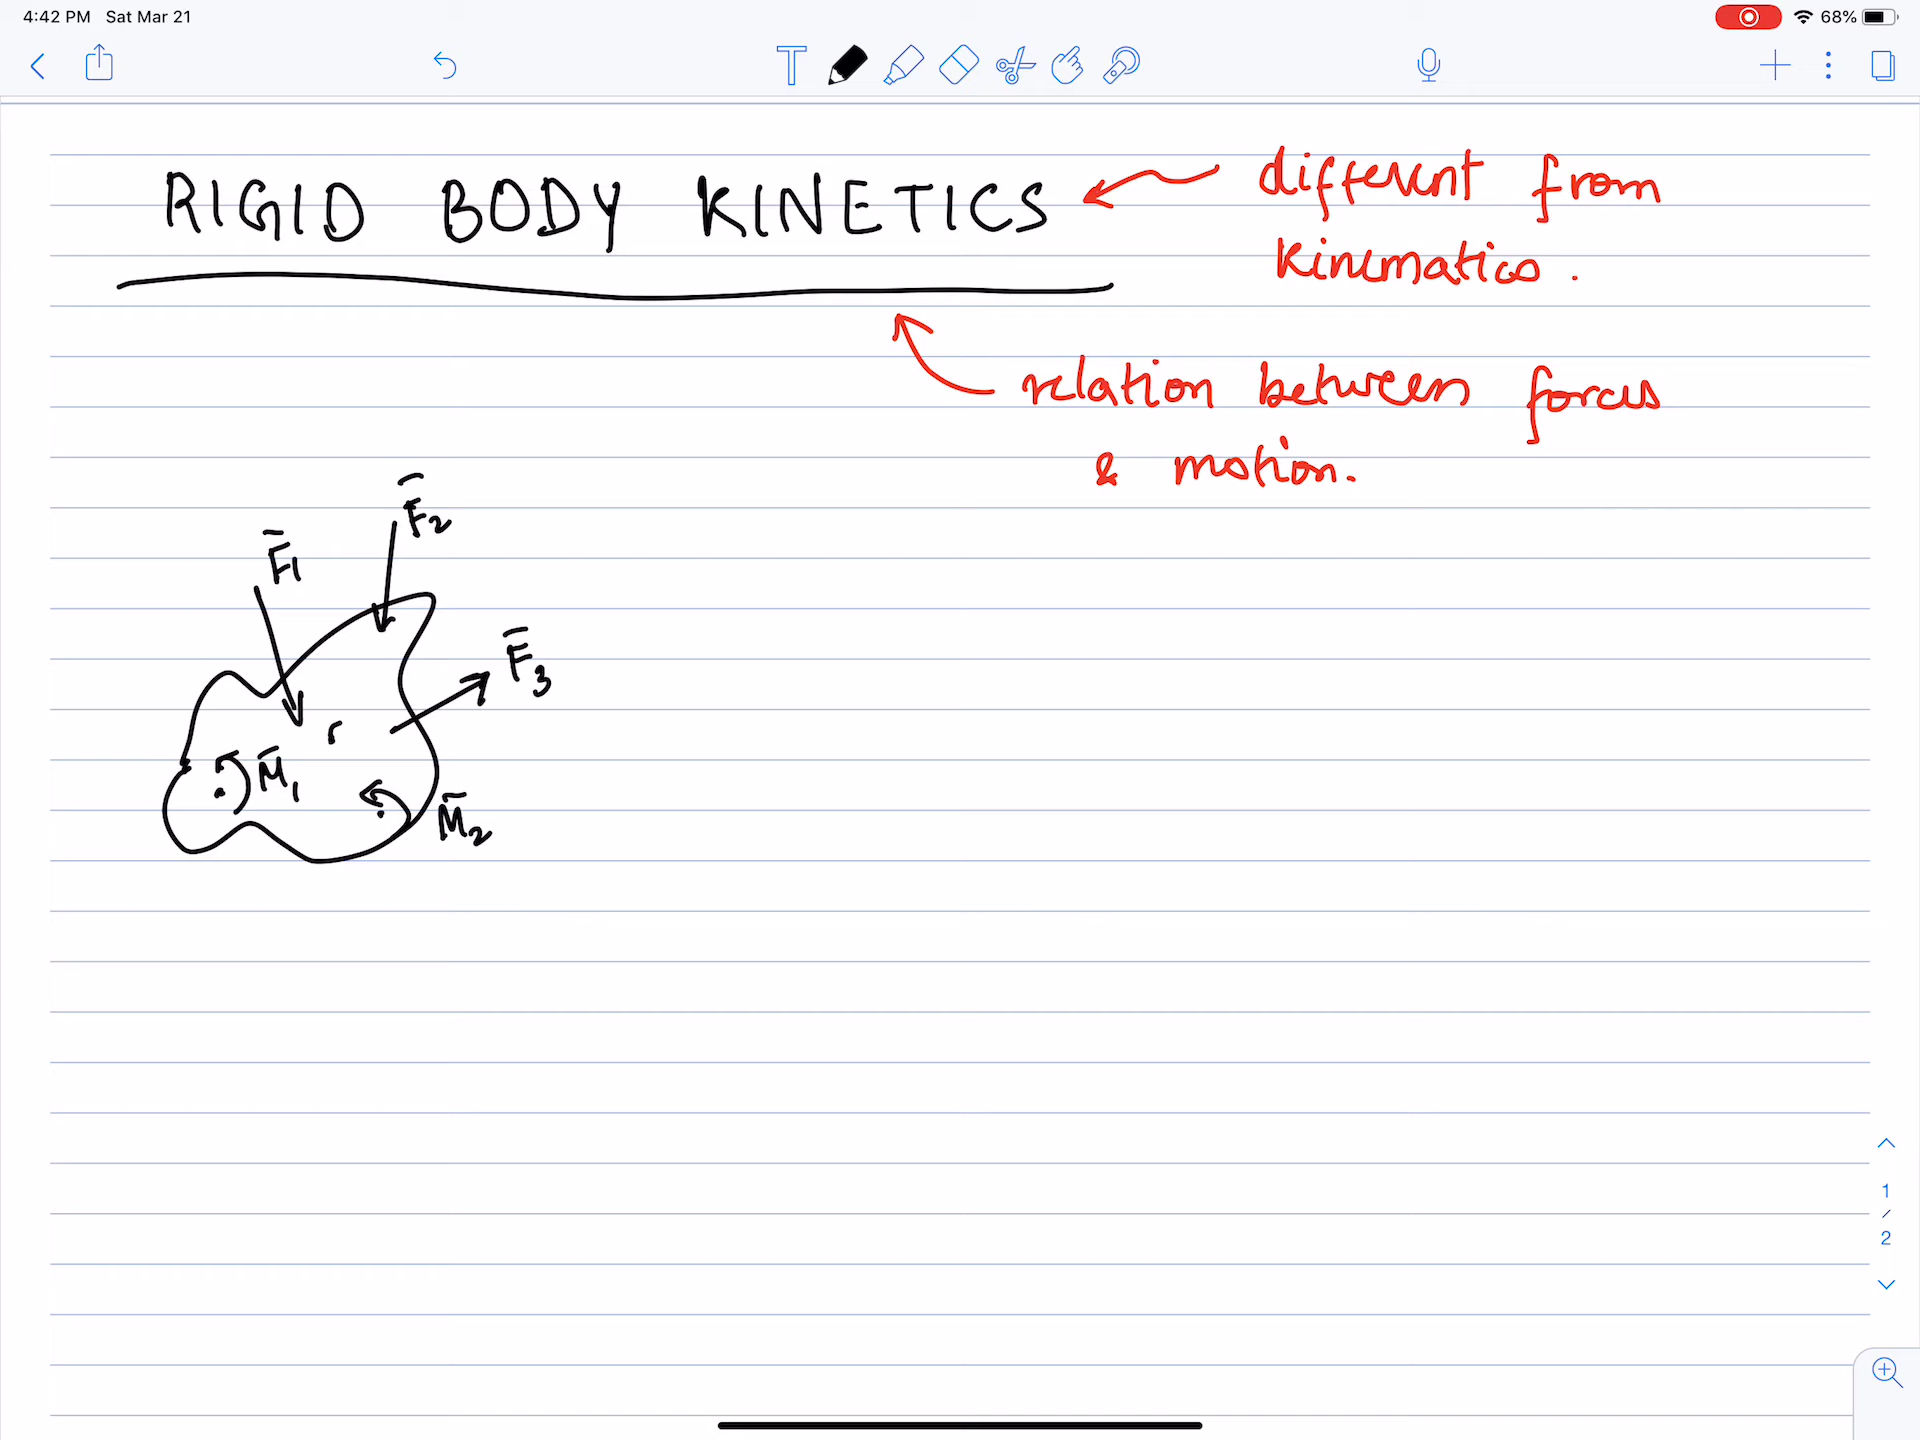 4:42 PM Sat Mar 21
68%
RIGID BODY KINETICS
different from
kinematics.
relation between forces
& motion.
F̄1
F̄2
F̄3
M̄1
M̄2
1
/
2